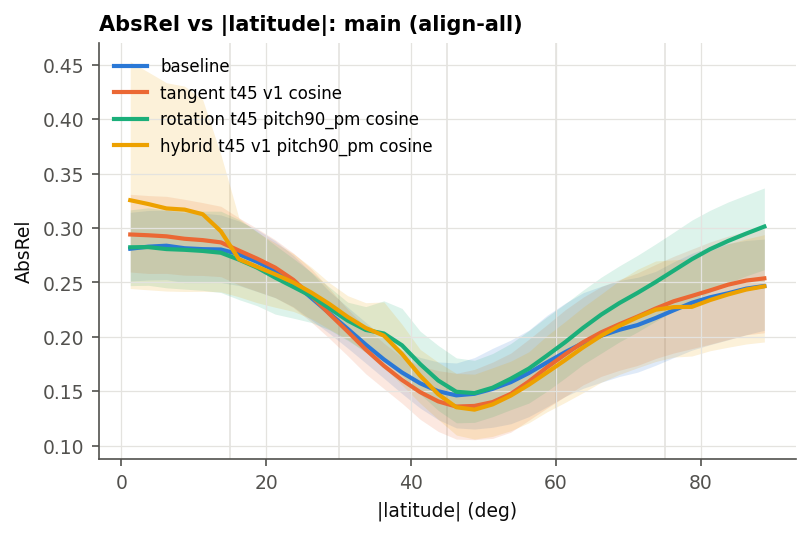 AbsRel vs |latitude|: main (align-all)
baseline
tangent t45 v1 cosine
rotation t45 pitch90_pm cosine
hybrid t45 v1 pitch90_pm cosine
AbsRel
0.45
0.40
0.35
0.30
0.25
0.20
0.15
0.10
0 20 40 60 80
|latitude| (deg)